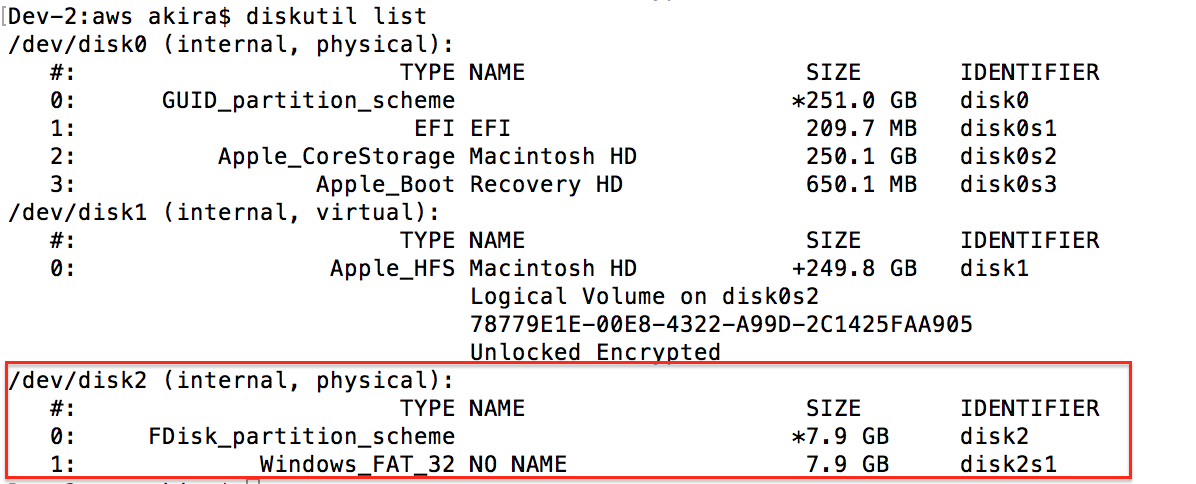 Dev-2:aws akira$ diskutil list
/dev/disk0 (internal, physical):
#: TYPE NAME SIZE IDENTIFIER
0: GUID_partition_scheme *251.0 GB disk0
1: EFI EFI 209.7 MB disk0s1
2: Apple_CoreStorage Macintosh HD 250.1 GB disk0s2
3: Apple_Boot Recovery HD 650.1 MB disk0s3
/dev/disk1 (internal, virtual):
#: TYPE NAME SIZE IDENTIFIER
0: Apple_HFS Macintosh HD +249.8 GB disk1
Logical Volume on disk0s2
78779E1E-00E8-4322-A99D-2C1425FAA905
Unlocked Encrypted
/dev/disk2 (internal, physical):
#: TYPE NAME SIZE IDENTIFIER
0: FDisk_partition_scheme *7.9 GB disk2
1: Windows_FAT_32 NO NAME 7.9 GB disk2s1